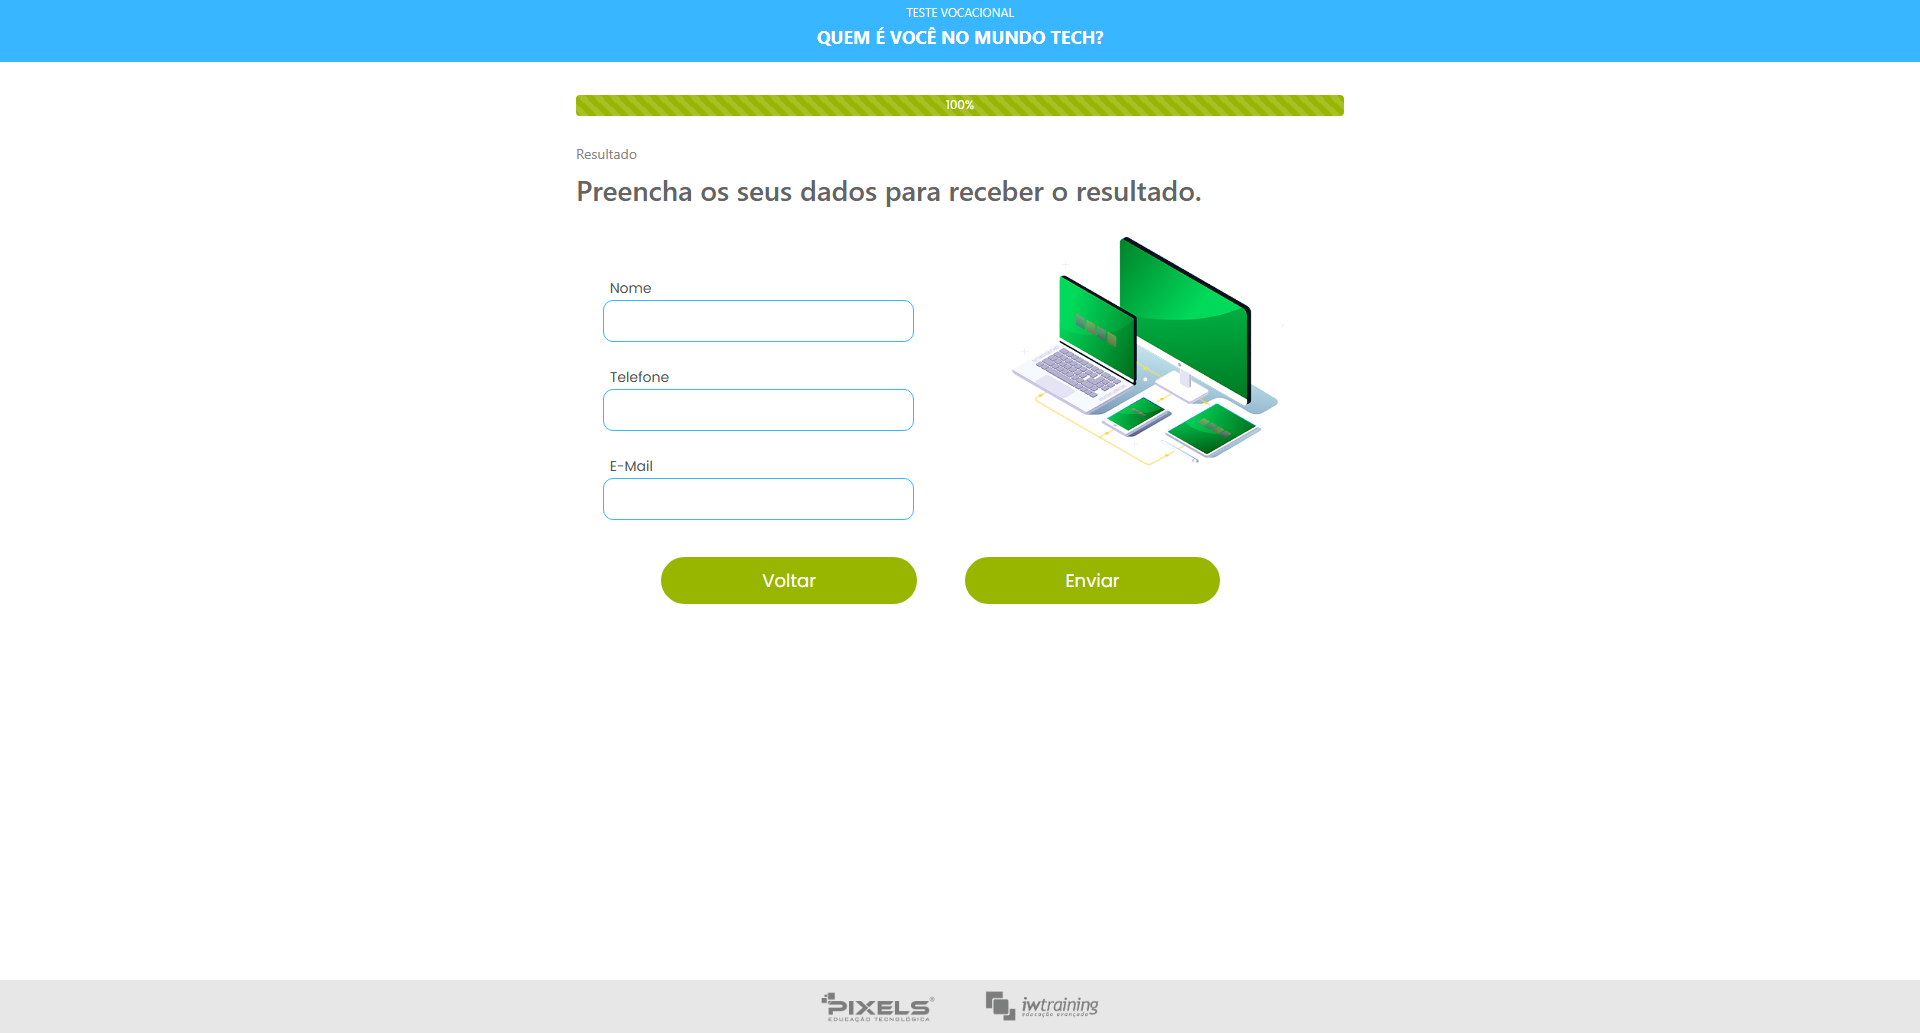 TESTE VOCACIONAL
QUEM É VOCÊ NO MUNDO TECH?
100%
Resultado
Preencha os seus dados para receber o resultado.
Nome
Telefone
E-Mail
Voltar
Enviar
PIXELS®
EDUCAÇÃO TECNOLÓGICA
iwtraining
educação avançada